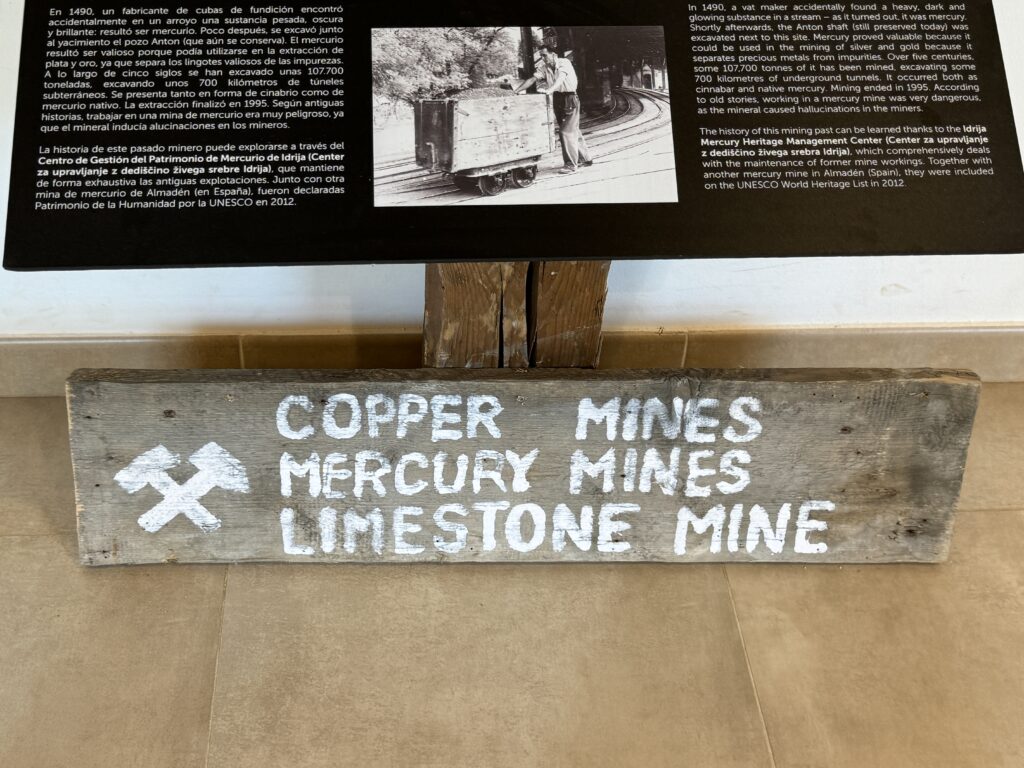 En 1490, un fabricante de cubas de fundición encontró
accidentalmente en un arroyo una sustancia pesada, oscura
y brillante: resultó ser mercurio. Poco después, se excavó junto
al yacimiento el pozo Anton (que aún se conserva). El mercurio
resultó ser valioso porque podía utilizarse en la extracción de
plata y oro, ya que separa los lingotes valiosos de las impurezas.
A lo largo de cinco siglos se han excavado unas 107.700
toneladas, excavando unos 700 kilómetros de túneles
subterráneos. Se presenta tanto en forma de cinabrio como de
mercurio nativo. La extracción finalizó en 1995. Según antiguas
historias, trabajar en una mina de mercurio era muy peligroso, ya
que el mineral inducía alucinaciones en los mineros.
La historia de este pasado minero puede explorarse a través del
Centro de Gestión del Patrimonio de Mercurio de Idrija (Center
za upravljanje z dediščino živega srebra Idrija), que mantiene
de forma exhaustiva las antiguas explotaciones. Junto con otra
mina de mercurio de Almadén (en España), fueron declaradas
Patrimonio de la Humanidad por la UNESCO en 2012.
In 1490, a vat maker accidentally found a heavy, dark and
glowing substance in a stream – as it turned out, it was mercury.
Shortly afterwards, the Anton shaft (still preserved today) was
excavated next to this site. Mercury proved valuable because it
could be used in the mining of silver and gold because it
separates precious metals from impurities. Over five centuries,
some 107,700 tonnes of it has been mined, excavating some
700 kilometres of underground tunnels. It occurred both as
cinnabar and native mercury. Mining ended in 1995. According
to old stories, working in a mercury mine was very dangerous,
as the mineral caused hallucinations in the miners.
The history of this mining past can be learned thanks to the Idrija
Mercury Heritage Management Center (Center za upravljanje
z dediščino živega srebra Idrija), which comprehensively deals
with the maintenance of former mine workings. Together with
another mercury mine in Almadén (Spain), they were included
on the UNESCO World Heritage List in 2012.
COPPER MINES
MERCURY MINES
LIMESTONE MINE